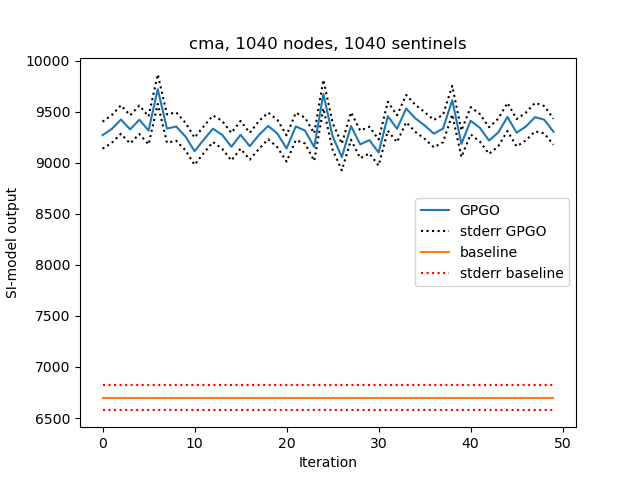 cma, 1040 nodes, 1040 sentinels
10000
9500
9000
8500
8000
7500
7000
6500
SI-model output
GPGO
stderr GPGO
baseline
stderr baseline
0 10 20 30 40 50
Iteration